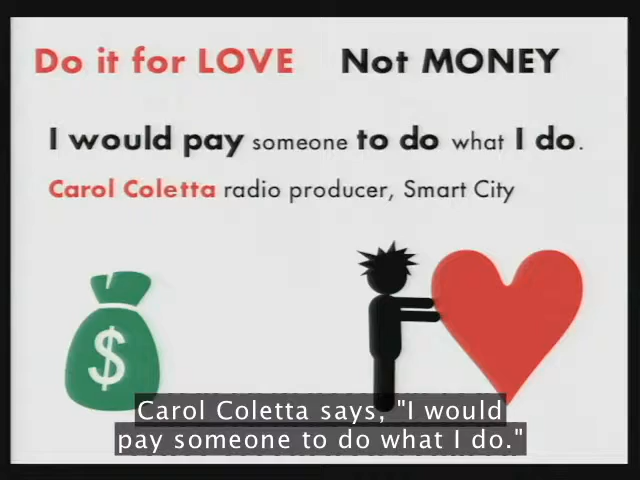 Do it for LOVE Not MONEY
I would pay someone to do what I do.
Carol Coletta radio producer, Smart City
$
Carol Coletta says, "I would
pay someone to do what I do."